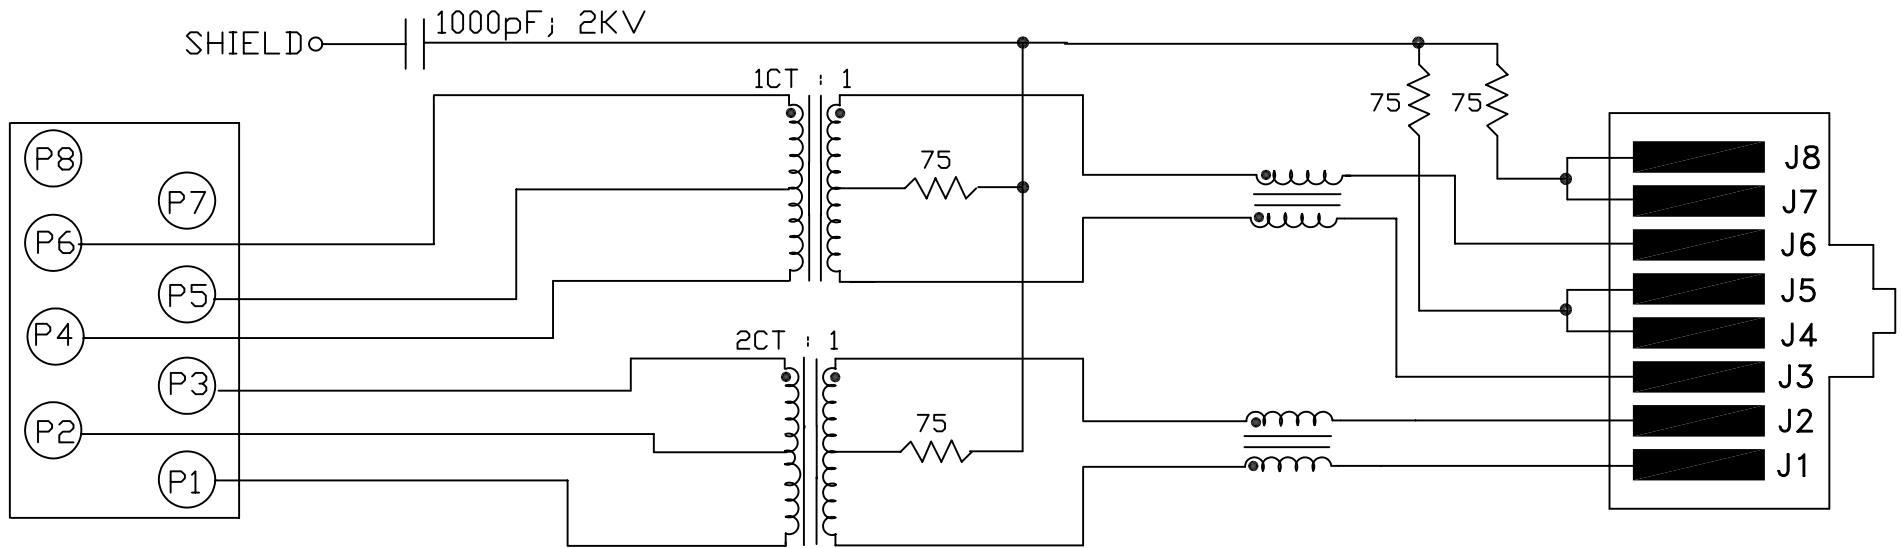 1000pF; 2KV
SHIELD
1CT : 1
75
75
75
P8
P7
P6
P5
P4
P3
P2
P1
2CT : 1
75
J8
J7
J6
J5
J4
J3
J2
J1